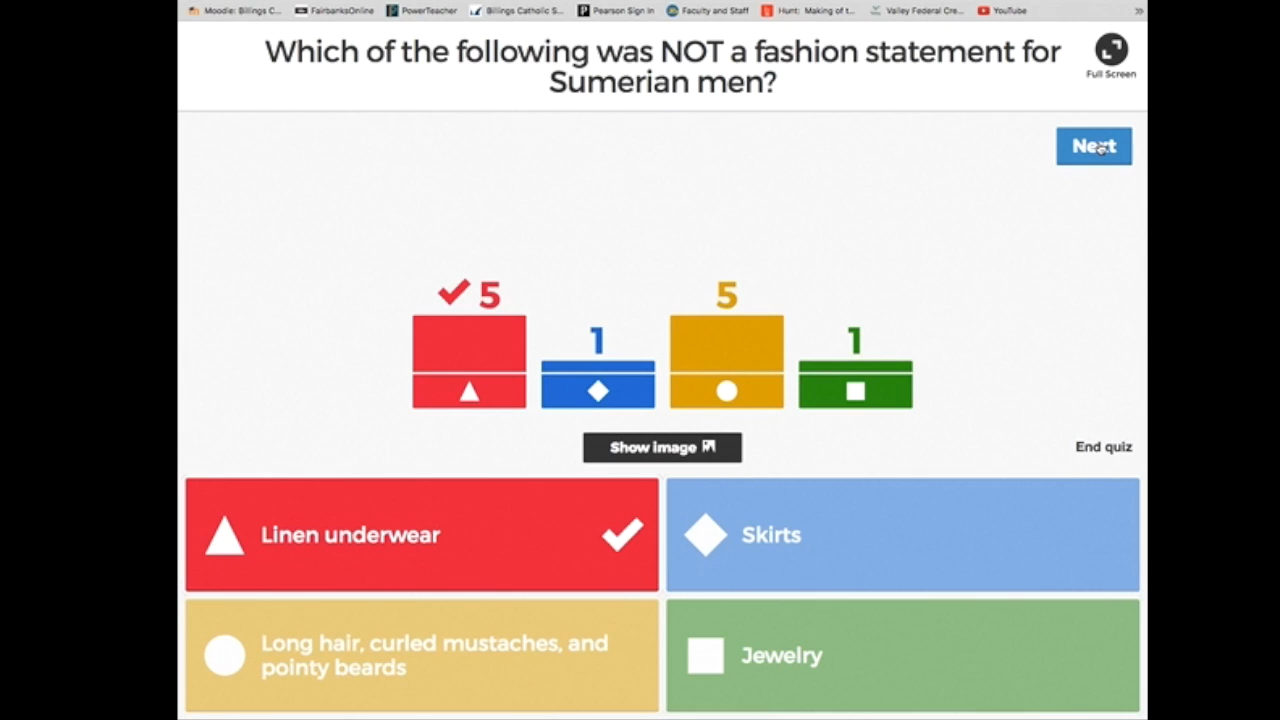 Moodle: Billings C... FairbanksOnline PowerTeacher Billings Catholic S... Pearson Sign In Faculty and Staff Hunt: Making of t... Valley Federal Cre... YouTube »
Which of the following was NOT a fashion statement for
Sumerian men?
Full Screen
Next
5
1
5
1
Show image
End quiz
Linen underwear
Skirts
Long hair, curled mustaches, and
pointy beards
Jewelry